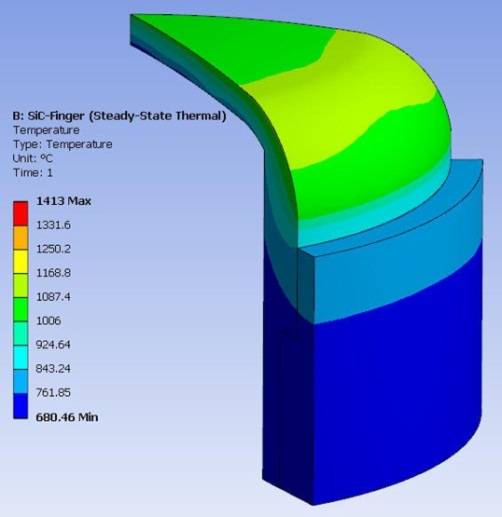 B: SiC-Finger (Steady-State Thermal)
Temperature
Type: Temperature
Unit: °C
Time: 1
1413 Max
1331.6
1250.2
1168.8
1087.4
1006
924.64
843.24
761.85
680.46 Min